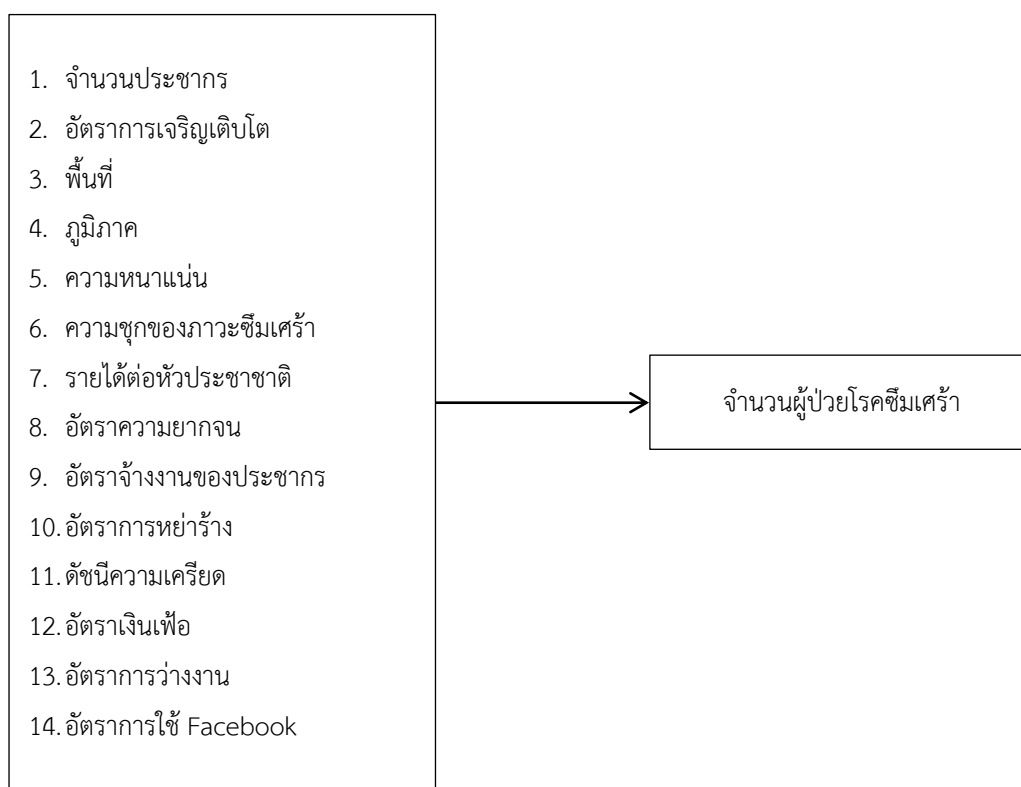 1. จำนวนประชากร
2. อัตราการเจริญเติบโต
3. พื้นที่
4. ภูมิภาค
5. ความหนาแน่น
6. ความชุกของภาวะซึมเศร้า
7. รายได้ต่อหัวประชาชาติ
8. อัตราความยากจน
9. อัตราจ้างงานของประชากร
10. อัตราการหย่าร้าง
11. ดัชนีความเครียด
12. อัตราเงินเฟ้อ
13. อัตราการว่างงาน
14. อัตราการใช้ Facebook
จำนวนผู้ป่วยโรคซึมเศร้า